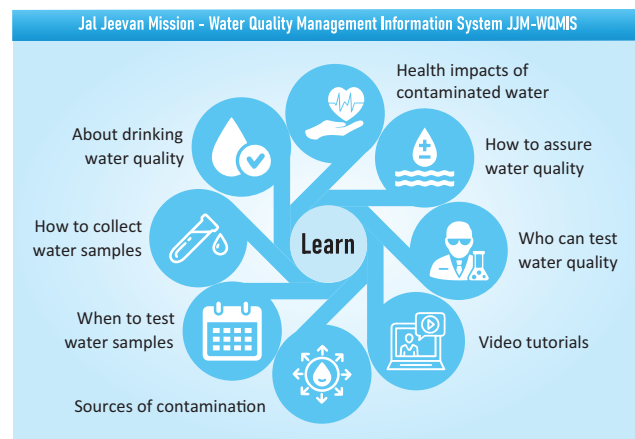 Jal Jeevan Mission - Water Quality Management Information System JJM-WQMIS
Health impacts of
contaminated water
About drinking
water quality
How to assure
water quality
How to collect
water samples
Learn
Who can test
water quality
When to test
water samples
Video tutorials
Sources of contamination